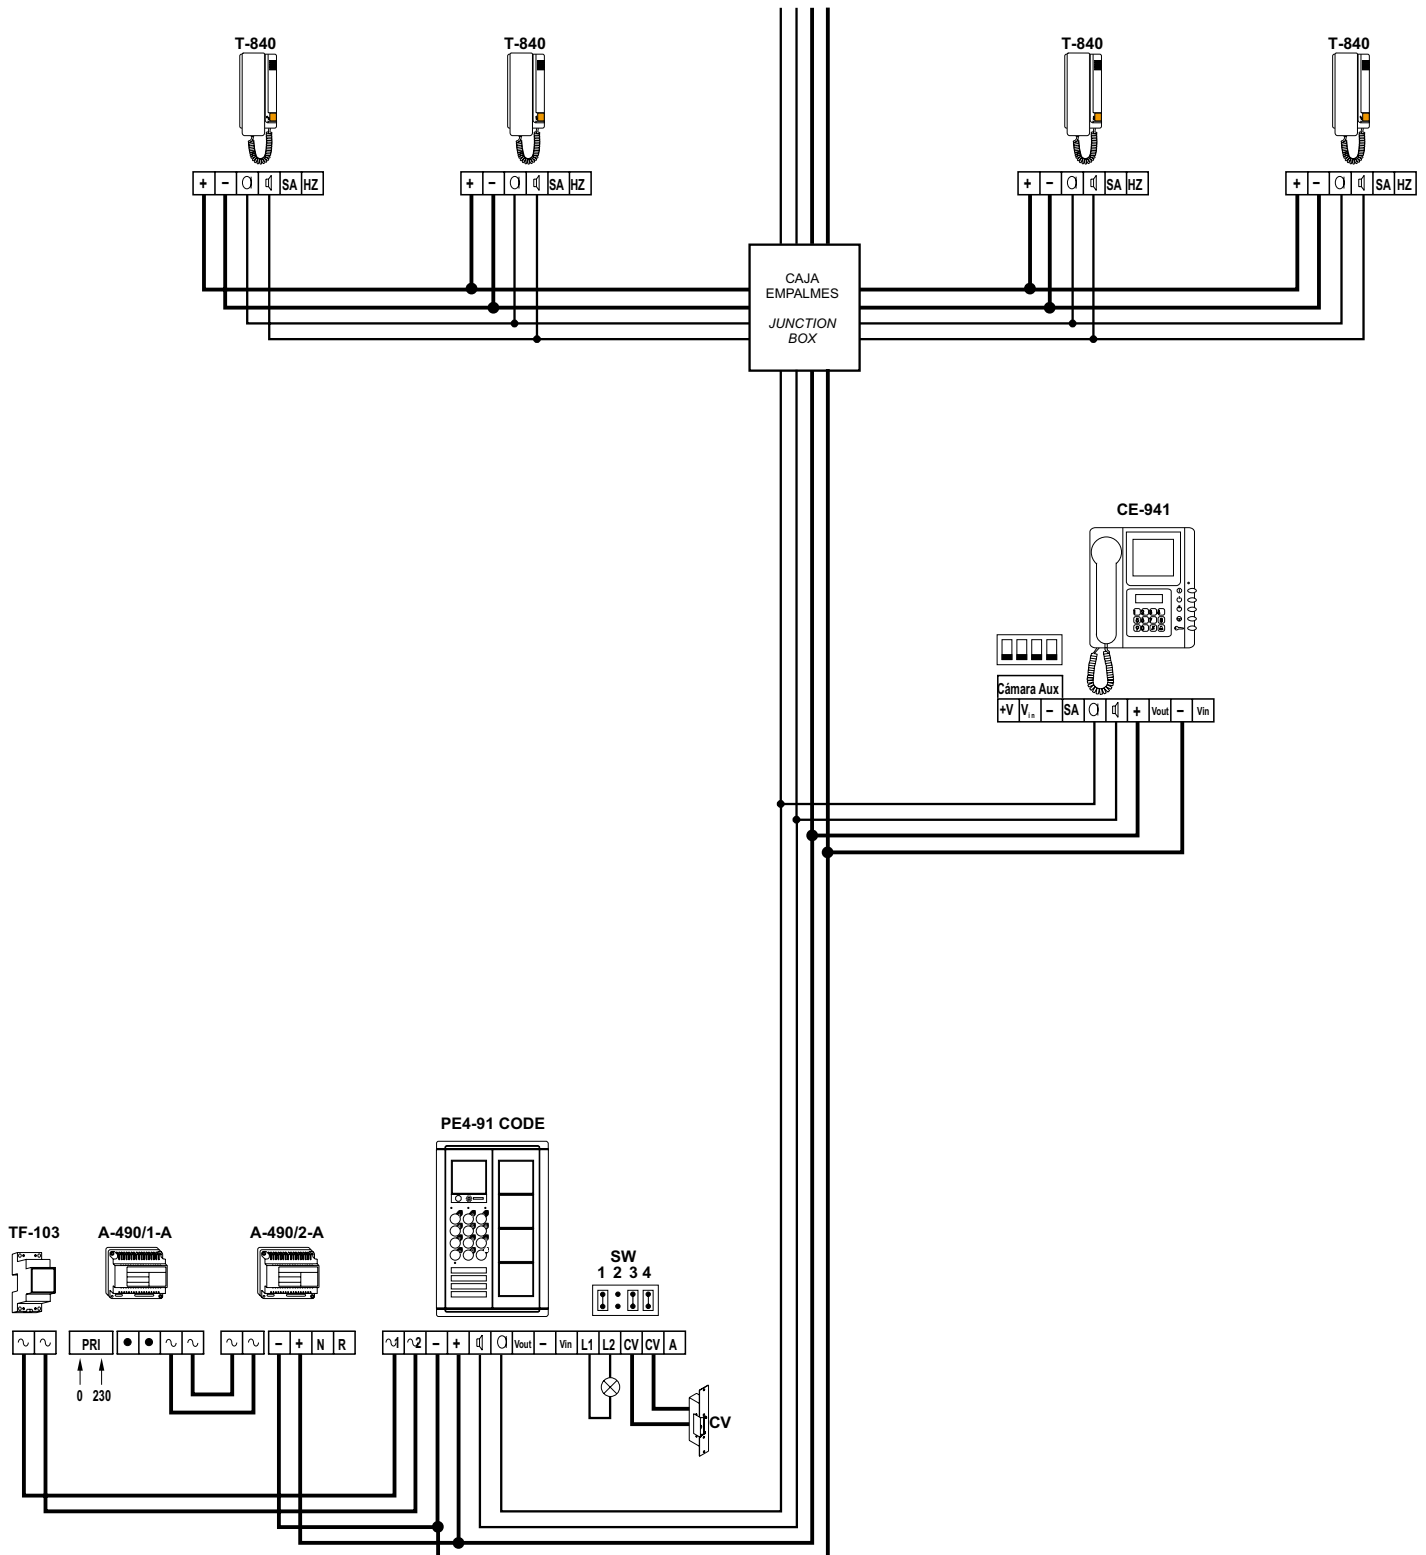 T-840 T-840 T-840 T-840
+ − SA HZ + − SA HZ + − SA HZ + − SA HZ
CAJA
EMPALMES
JUNCTION
BOX
CE-941
Cámara Aux
+V Vin − SA + Vout − Vin
PE4-91 CODE
TF-103 A-490/1-A A-490/2-A
SW
1 2 3 4
PRI − + N R ~1 ~2 − + Vout − Vin L1 L2 CV CV A
0 230
CV